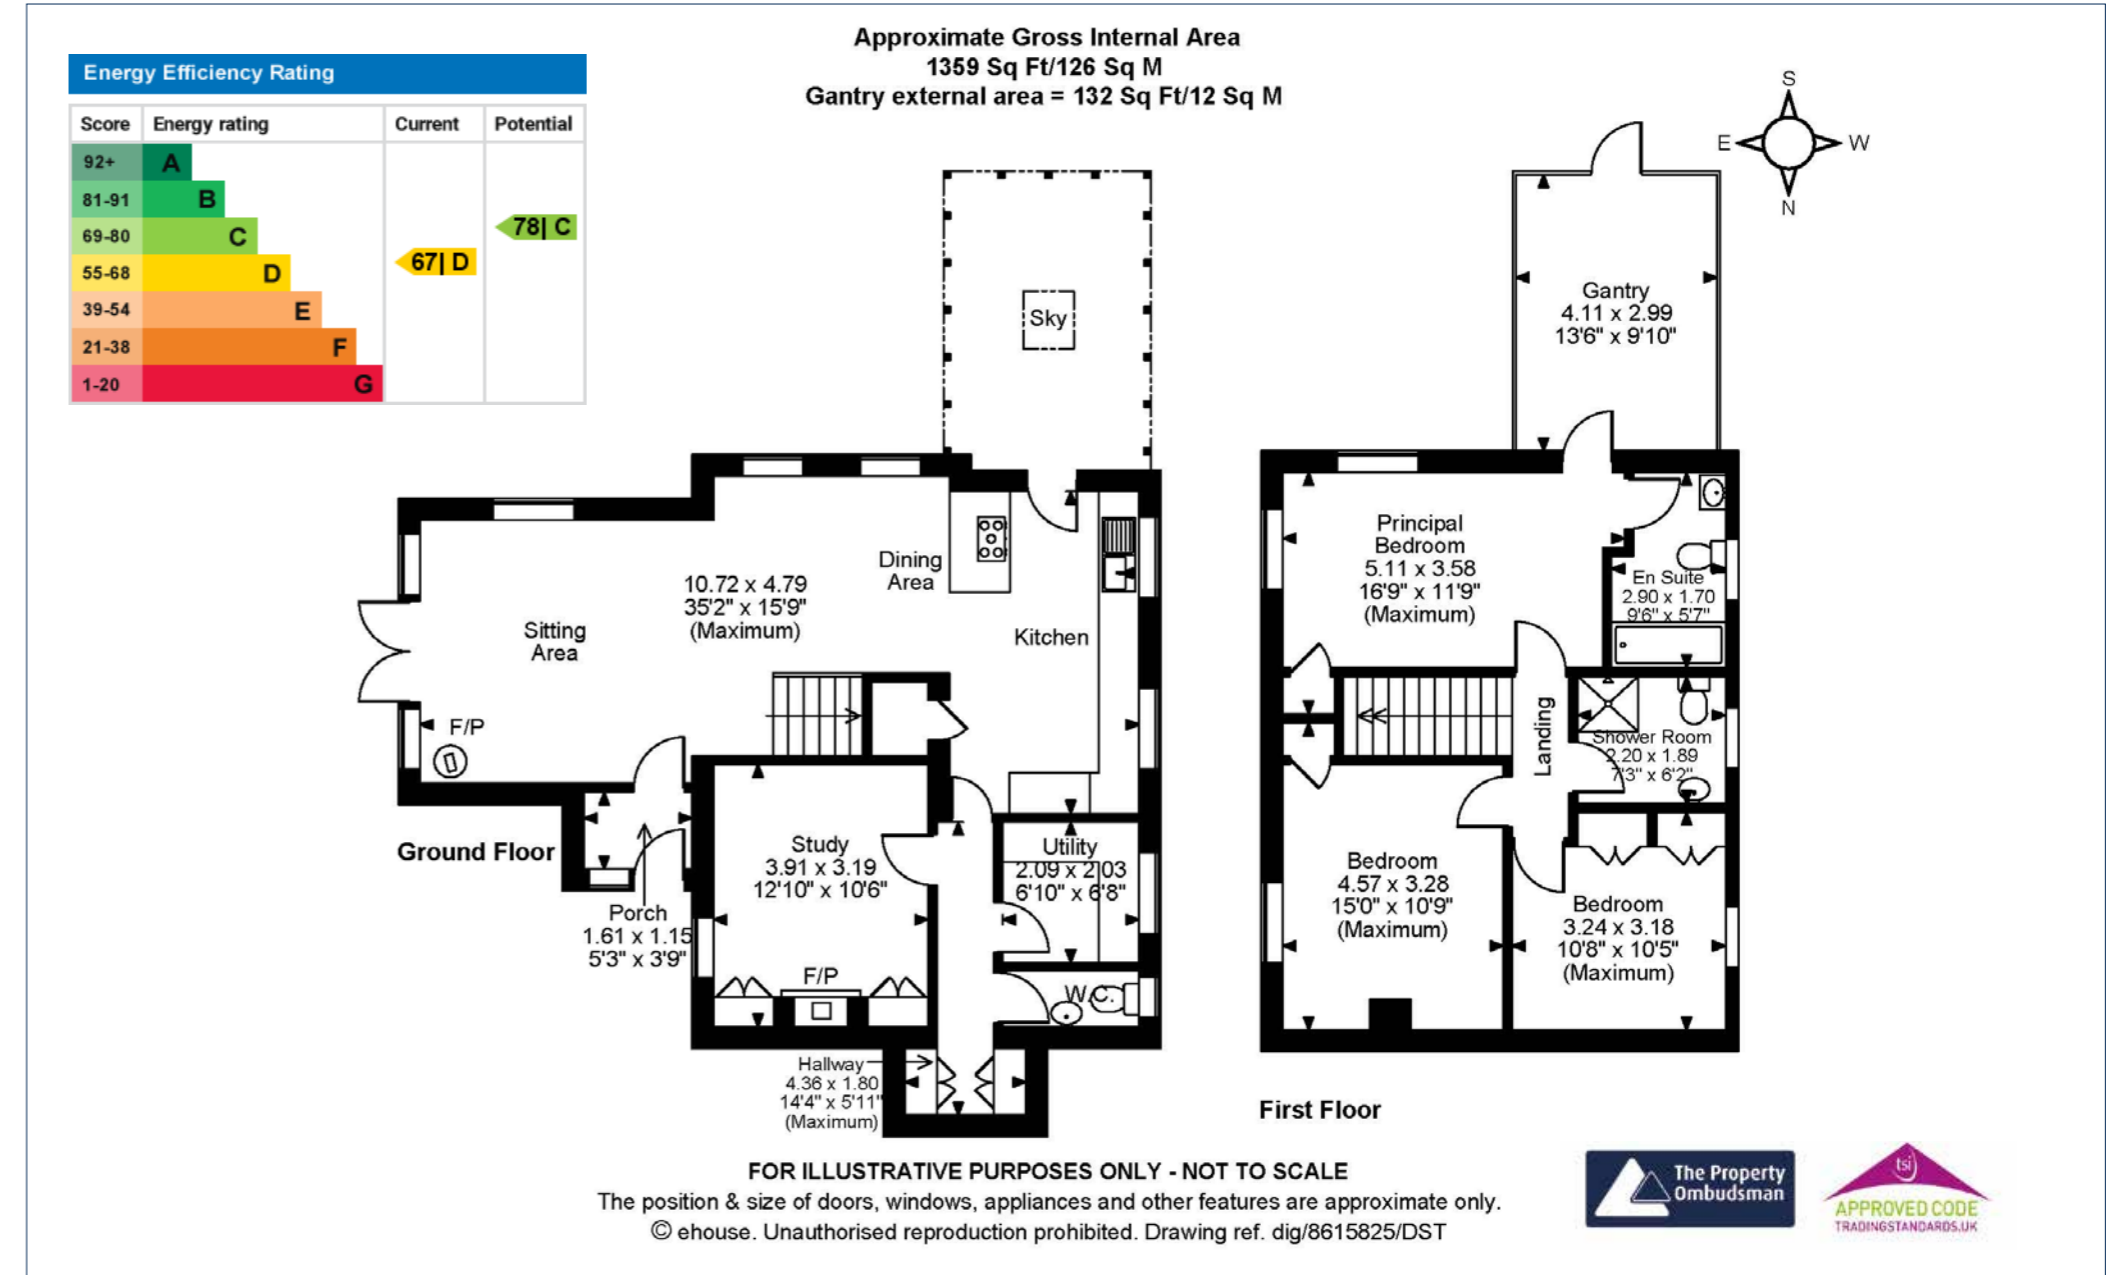 Approximate Gross Internal Area
1359 Sq Ft/126 Sq M
Gantry external area = 132 Sq Ft/12 Sq M
Energy Efficiency Rating
Score Energy rating Current Potential
92+ A
81-91 B
69-80 C
55-68 D
39-54 E
21-38 F
1-20 G
67| D
78| C
S
E W
N
Sky
Gantry
4.11 x 2.99
13'6" x 9'10"
Dining
Area
10.72 x 4.79
35'2" x 15'9"
(Maximum)
Sitting
Area
Kitchen
F/P
Ground Floor
Study
3.91 x 3.19
12'10" x 10'6"
F/P
Utility
2.09 x 2.03
6'10" x 6'8"
Porch
1.61 x 1.15
5'3" x 3'9"
W.C.
Hallway
4.36 x 1.80
14'4" x 5'11"
(Maximum)
Principal
Bedroom
5.11 x 3.58
16'9" x 11'9"
(Maximum)
En Suite
2.90 x 1.70
9'6" x 5'7"
Landing
Shower Room
2.20 x 1.89
7'3" x 6'2"
Bedroom
4.57 x 3.28
15'0" x 10'9"
(Maximum)
Bedroom
3.24 x 3.18
10'8" x 10'5"
(Maximum)
First Floor
FOR ILLUSTRATIVE PURPOSES ONLY - NOT TO SCALE
The position & size of doors, windows, appliances and other features are approximate only.
© ehouse. Unauthorised reproduction prohibited. Drawing ref. dig/8615825/DST
The Property
Ombudsman
tsi
APPROVED CODE
TRADINGSTANDARDS.UK